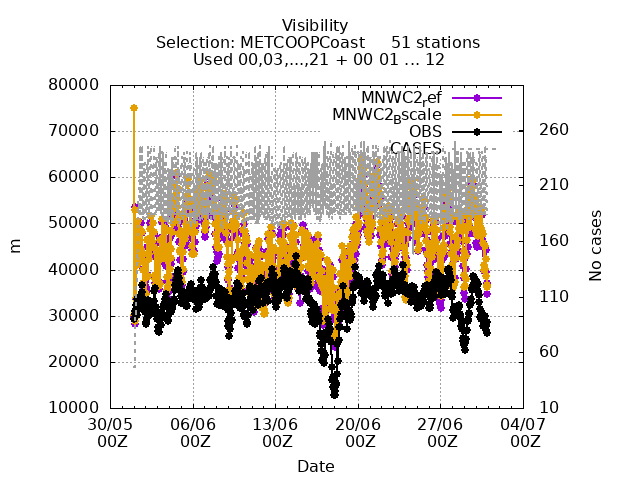 Visibility
Selection: METCOOPCoast 51 stations
Used 00,03,...,21 + 00 01 ... 12
80000
70000
60000
50000
40000
30000
20000
10000
m
MNWC2_ref
MNWC2_Bscale
OBS
CASES
260
210
160
110
60
10
No cases
30/05 06/06 13/06 20/06 27/06 04/07
00Z 00Z 00Z 00Z 00Z 00Z
Date